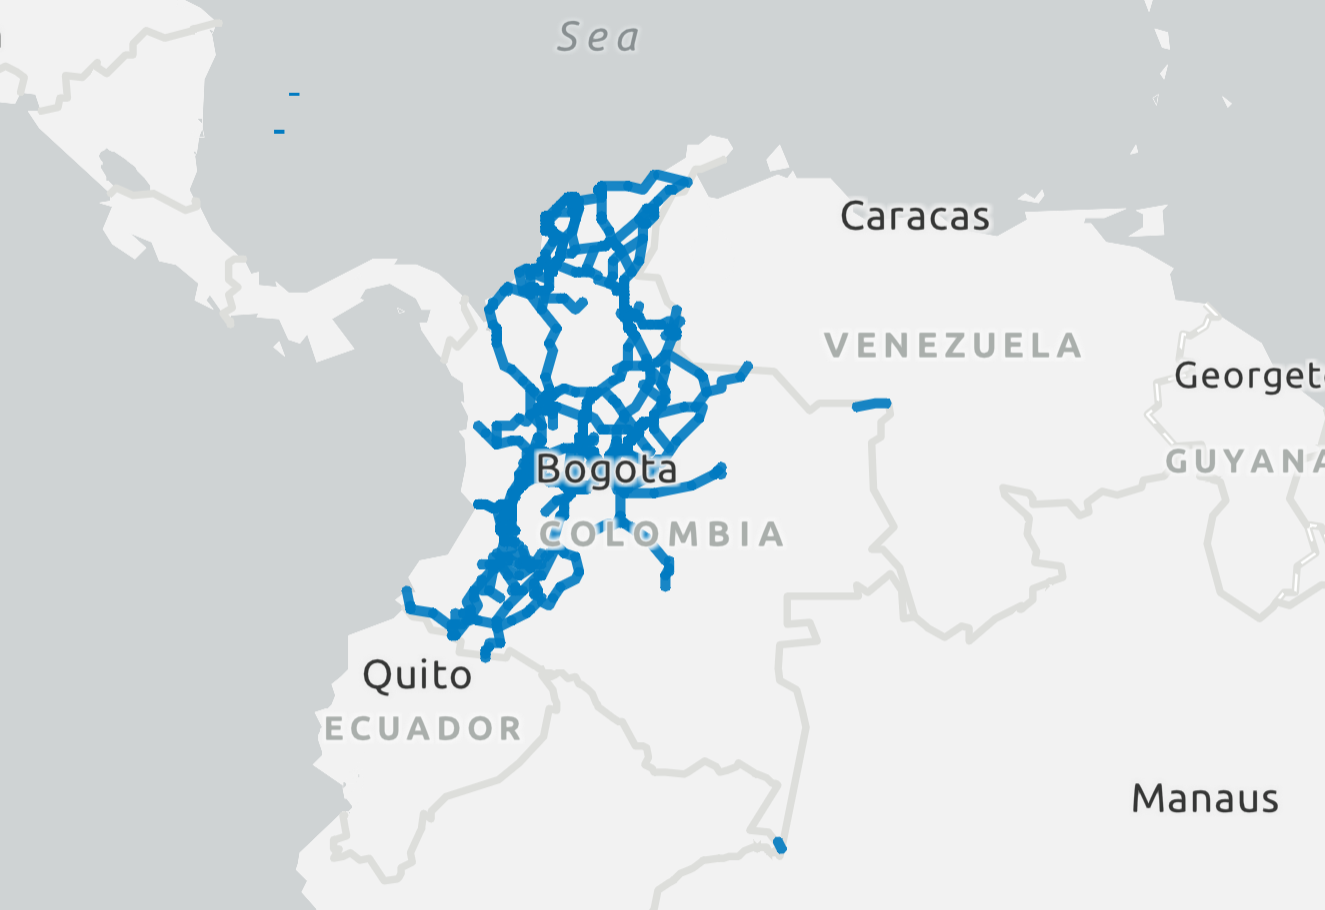 Sea
Caracas
VENEZUELA
Georget
GUYANA
Bogota
COLOMBIA
Quito
ECUADOR
Manaus